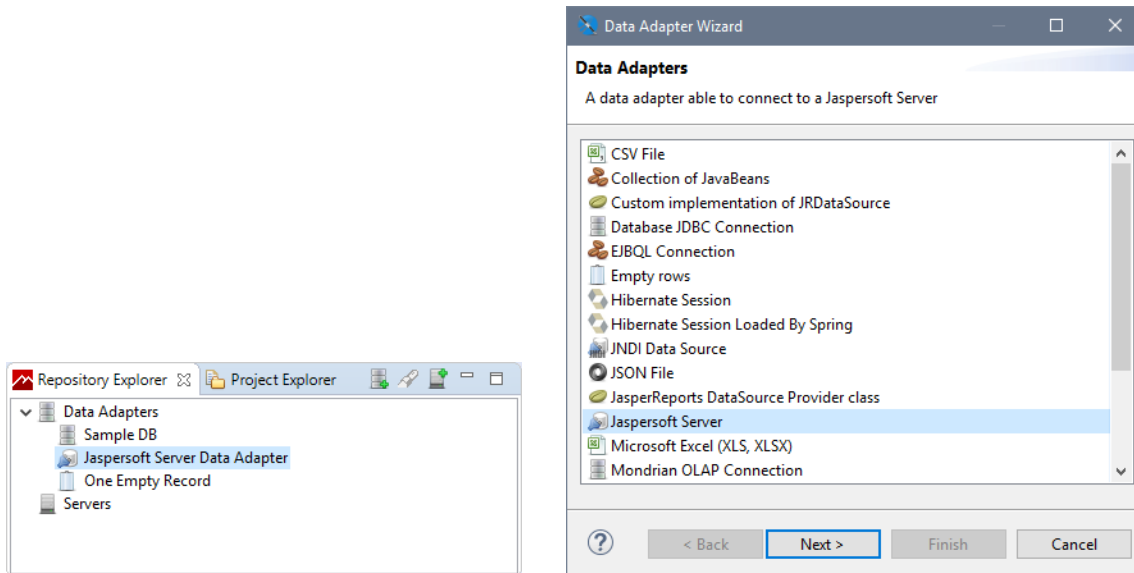 Repository Explorer
Project Explorer
Data Adapters
Sample DB
Jaspersoft Server Data Adapter
One Empty Record
Servers
Data Adapter Wizard
Data Adapters
A data adapter able to connect to a Jaspersoft Server
CSV File
Collection of JavaBeans
Custom implementation of JRDataSource
Database JDBC Connection
EJBQL Connection
Empty rows
Hibernate Session
Hibernate Session Loaded By Spring
JNDI Data Source
JSON File
JasperReports DataSource Provider class
Jaspersoft Server
Microsoft Excel (XLS, XLSX)
Mondrian OLAP Connection
? < Back Next > Finish Cancel